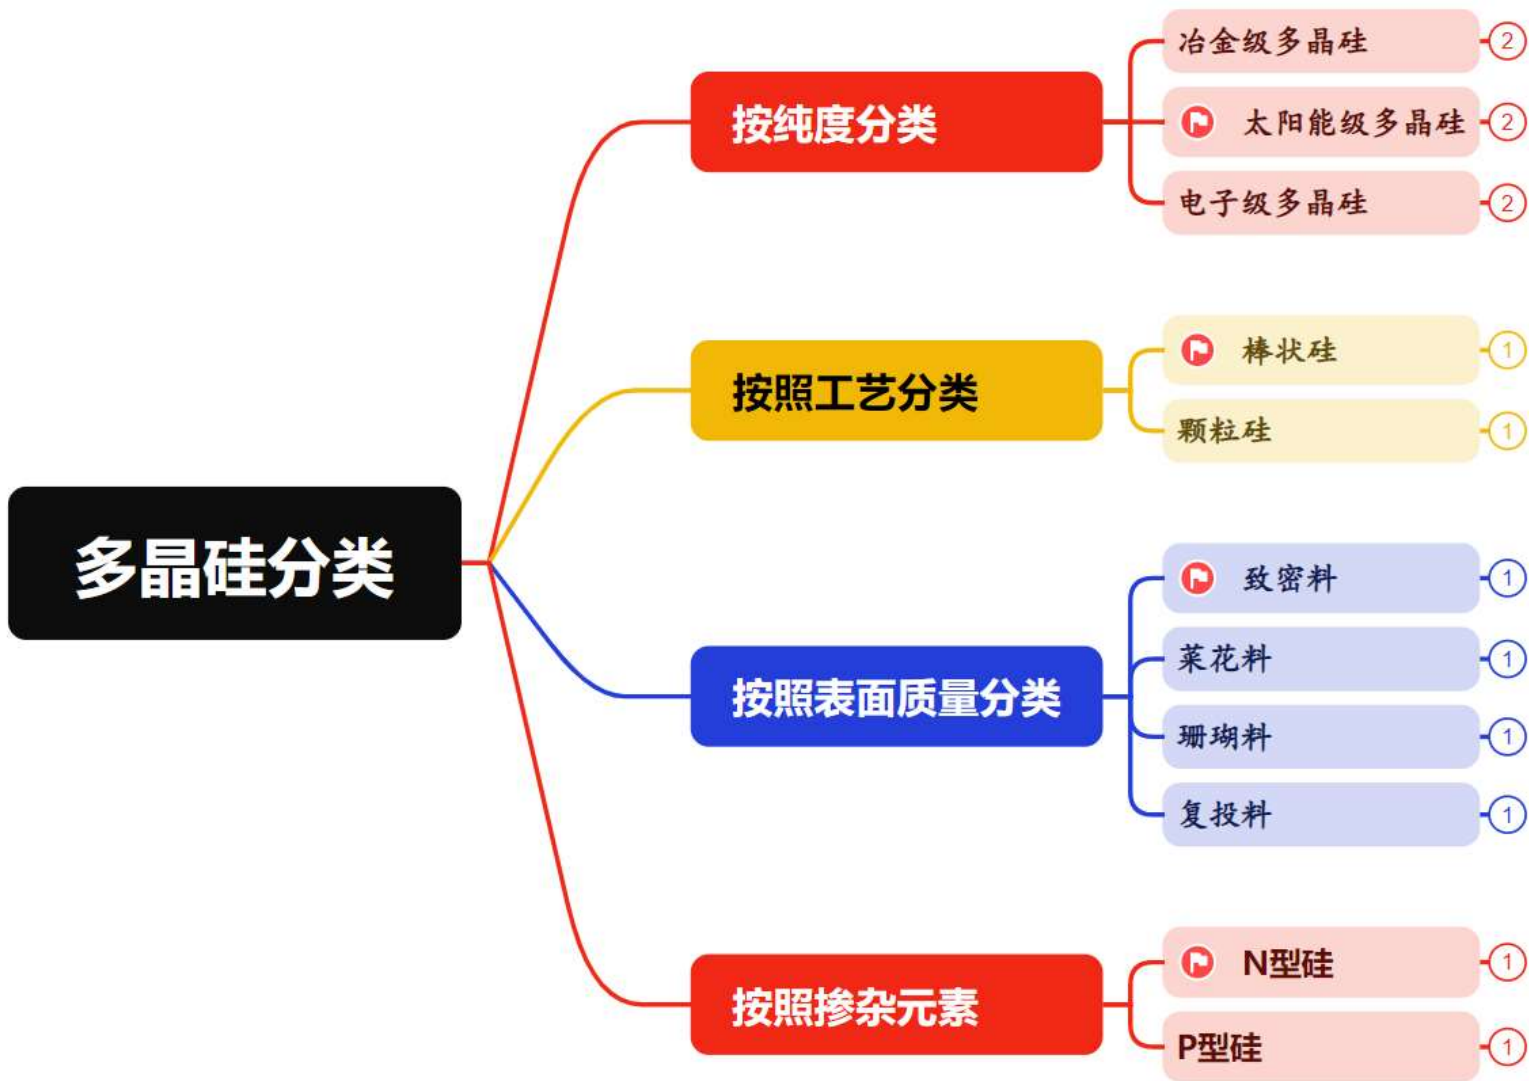 多晶硅分类
按纯度分类
冶金级多晶硅 2
太阳能级多晶硅 2
电子级多晶硅 2
按照工艺分类
棒状硅 1
颗粒硅 1
按照表面质量分类
致密料 1
菜花料 1
珊瑚料 1
复投料 1
按照掺杂元素
N型硅 1
P型硅 1